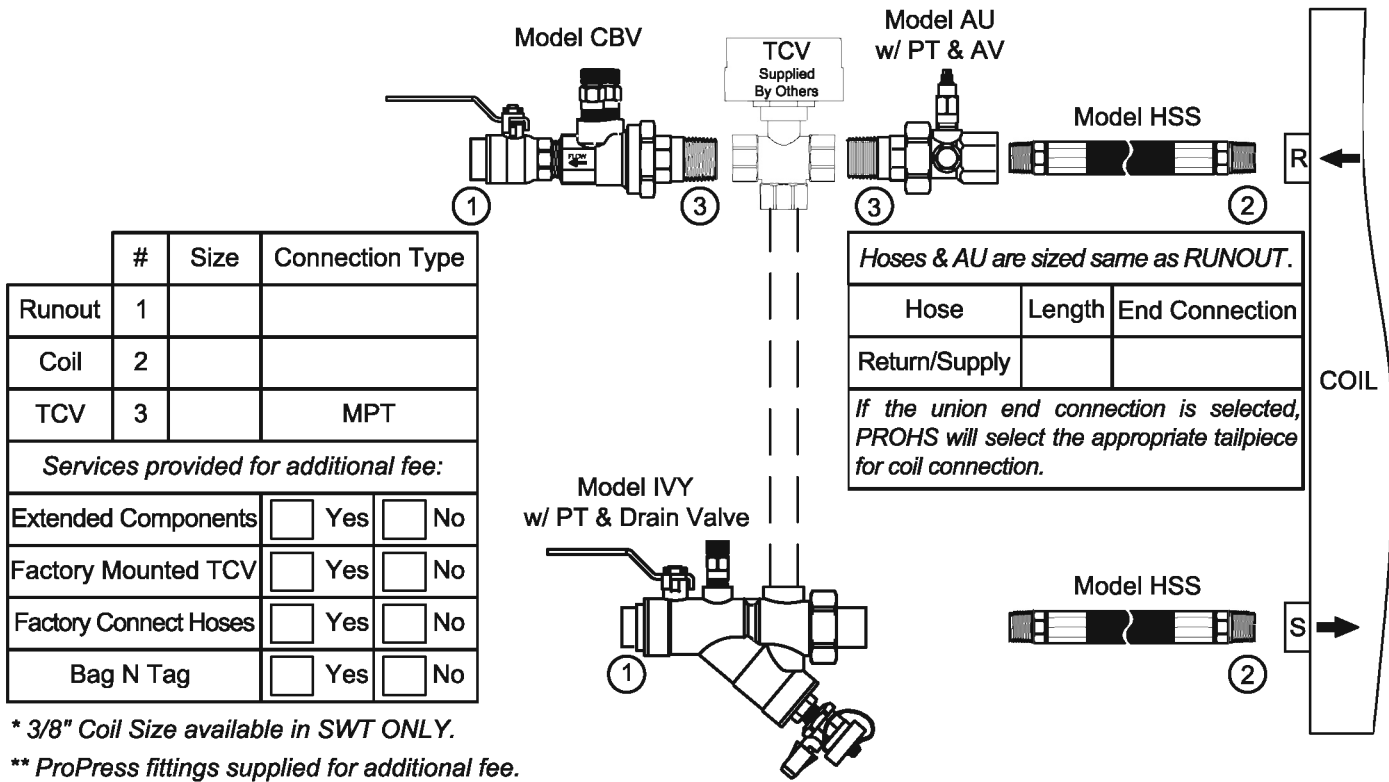 Model CBV
TCV
Supplied
By Others
Model AU
w/ PT & AV
Model HSS
FLOW
R
1
3
3
2
# Size Connection Type
Runout 1
Coil 2
TCV 3 MPT
Services provided for additional fee:
Extended Components Yes No
Factory Mounted TCV Yes No
Factory Connect Hoses Yes No
Bag N Tag Yes No
* 3/8" Coil Size available in SWT ONLY.
** ProPress fittings supplied for additional fee.
Hoses & AU are sized same as RUNOUT.
Hose Length End Connection
Return/Supply
If the union end connection is selected,
PROHS will select the appropriate tailpiece
for coil connection.
COIL
Model IVY
w/ PT & Drain Valve
1
Model HSS
S
2